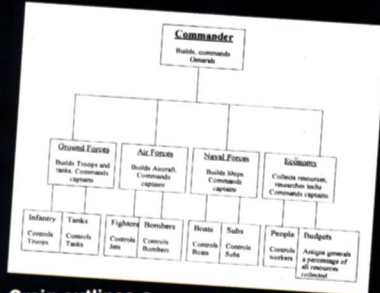 Commander
Builds, commands
Generals
Ground Forces
Builds Troops and
tanks. Commands
captains
Air Forces
Builds Aircraft.
Commands
captains
Naval Forces
Builds Ships.
Commands
captains
Economy
Collects resources,
researches techs
Commands
captains
Infantry
Controls
Troops
Tanks
Controls
Tanks
Fighters
Controls
Jets
Bombers
Controls
Bombers
Boats
Controls
Boats
Subs
Controls
Subs
People
Controls
workers
Budgets
Assigns generals
a percentage of
all resources
collected